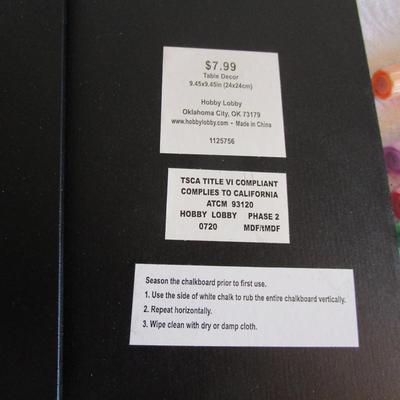 $7.99
Table Decor
9.45x9.45in (24x24cm)
Hobby Lobby
Oklahoma City, OK 73179
www.hobbylobby.com • Made in China
1125756
TSCA TITLE VI COMPLIANT
COMPLIES TO CALIFORNIA
ATCM 93120
HOBBY LOBBY PHASE 2
0720 MDF/tMDF
Season the chalkboard prior to first use.
1. Use the side of white chalk to rub the entire chalkboard vertically.
2. Repeat horizontally.
3. Wipe clean with dry or damp cloth.